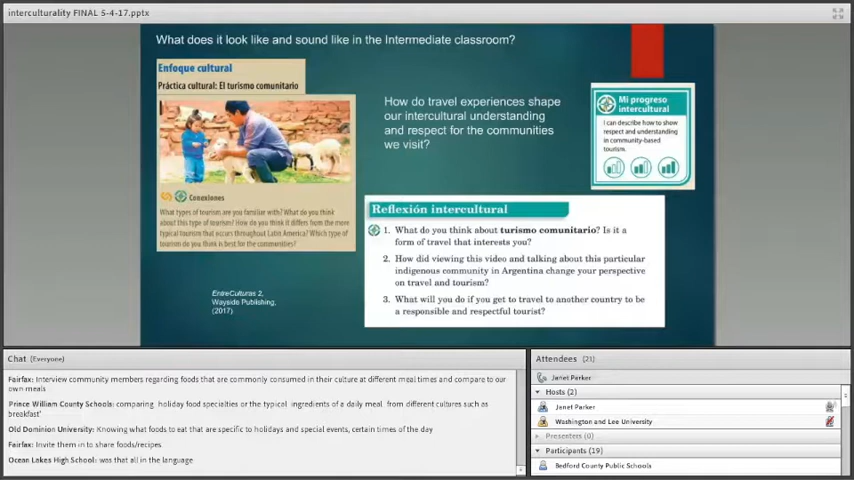 interculturality FINAL 5-4-17.pptx
What does it look like and sound like in the Intermediate classroom?
Enfoque cultural
Práctica cultural: El turismo comunitario
Conexiones
What types of tourism are you familiar with? What do you think
about this type of tourism? How do you think it differs from the more
typical tourism that occurs throughout Latin America? Which type of
tourism do you think is best for the communities?
EntreCulturas 2,
Wayside Publishing,
(2017)
How do travel experiences shape
our intercultural understanding
and respect for the communities
we visit?
Mi progreso
intercultural
I can describe how to show
respect and understanding
in community-based
tourism.
Reflexión intercultural
1. What do you think about turismo comunitario? Is it a
form of travel that interests you?
2. How did viewing this video and talking about this particular
indigenous community in Argentina change your perspective
on travel and tourism?
3. What will you do if you get to travel to another country to be
a responsible and respectful tourist?
Chat (Everyone)
Fairfax: Interview community members regarding foods that are commonly consumed in their culture at different meal times and compare to our
own meals
Prince William County Schools: comparing holiday food specialties or the typical ingredients of a daily meal from different cultures such as
breakfast'
Old Dominion University: Knowing what foods to eat that are specific to holidays and special events, certain times of the day
Fairfax: Invite them in to share foods/recipes
Ocean Lakes High School: was that all in the language
Attendees (21)
Janet Parker
Hosts (2)
Janet Parker
Washington and Lee University
Presenters (0)
Participants (19)
Bedford County Public Schools